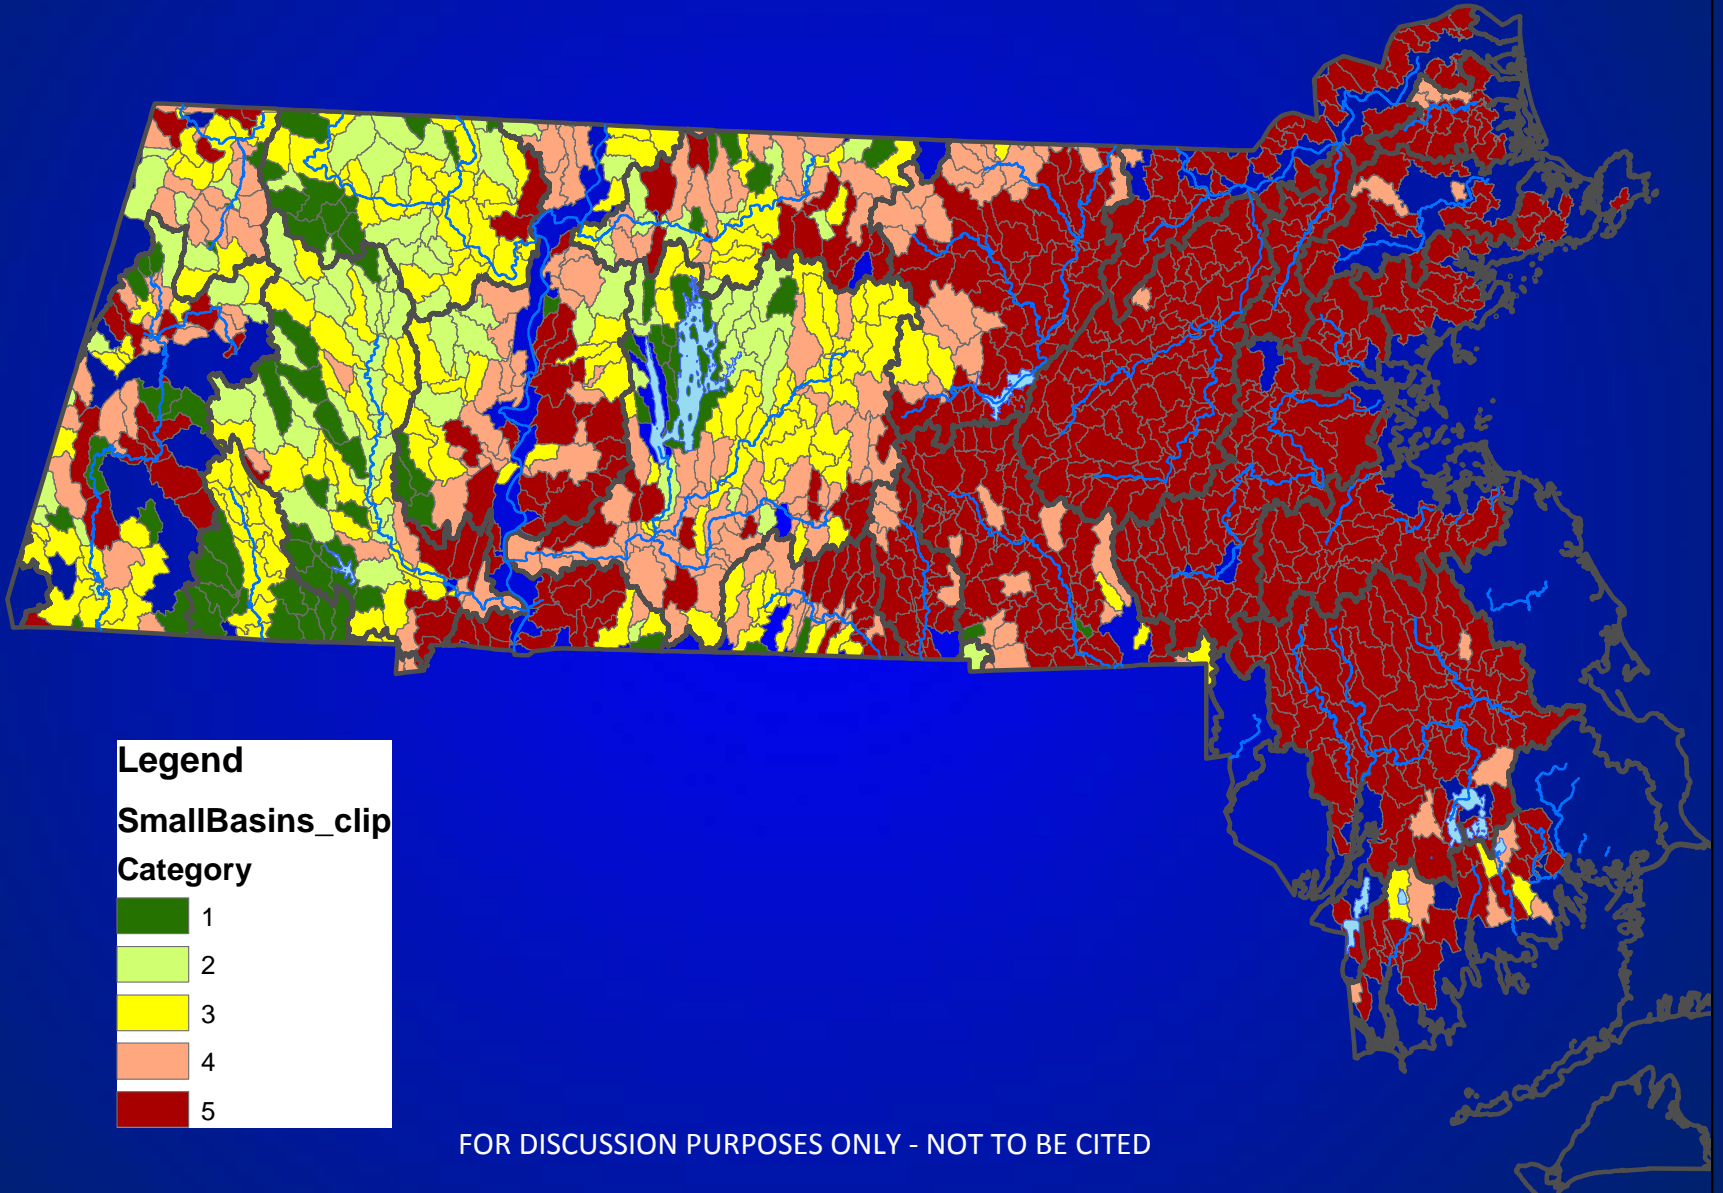 Legend
SmallBasins_clip
Category
1
2
3
4
5
FOR DISCUSSION PURPOSES ONLY - NOT TO BE CITED